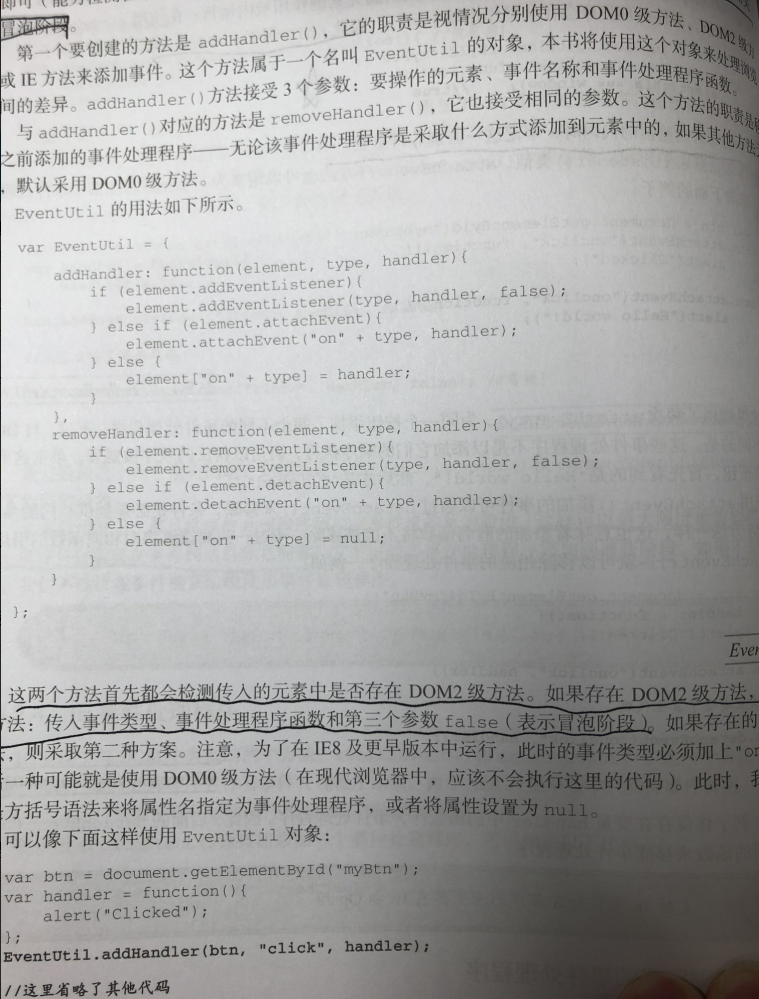 冒泡阶段。
第一个要创建的方法是 addHandler(), 它的职责是视情况分别使用 DOM0 级方法、DOM2 级方
或 IE 方法来添加事件。这个方法属于一个名叫 EventUtil 的对象，本书将使用这个对象来处理浏览
间的差异。addHandler()方法接受 3 个参数：要操作的元素、事件名称和事件处理程序函数。
与 addHandler()对应的方法是 removeHandler(), 它也接受相同的参数。这个方法的职责是
之前添加的事件处理程序——无论该事件处理程序是采取什么方式添加到元素中的，如果其他方法
，默认采用 DOM0 级方法。
EventUtil 的用法如下所示。
var EventUtil = {
addHandler: function(element, type, handler){
if (element.addEventListener){
element.addEventListener(type, handler, false);
} else if (element.attachEvent){
element.attachEvent("on" + type, handler);
} else {
element["on" + type] = handler;
}
},
removeHandler: function(element, type, handler){
if (element.removeEventListener){
element.removeEventListener(type, handler, false);
} else if (element.detachEvent){
element.detachEvent("on" + type, handler);
} else {
element["on" + type] = null;
}
}
};
Even
这两个方法首先都会检测传入的元素中是否存在 DOM2 级方法。如果存在 DOM2 级方法，
方法：传入事件类型、事件处理程序函数和第三个参数 false（表示冒泡阶段）。如果存在的
，则采取第二种方案。注意，为了在 IE8 及更早版本中运行，此时的事件类型必须加上"on
一种可能就是使用 DOM0 级方法（在现代浏览器中，应该不会执行这里的代码）。此时，我
方括号语法来将属性名指定为事件处理程序，或者将属性设置为 null。
可以像下面这样使用 EventUtil 对象：
var btn = document.getElementById("myBtn");
var handler = function(){
alert("Clicked");
};
EventUtil.addHandler(btn, "click", handler);
//这里省略了其他代码